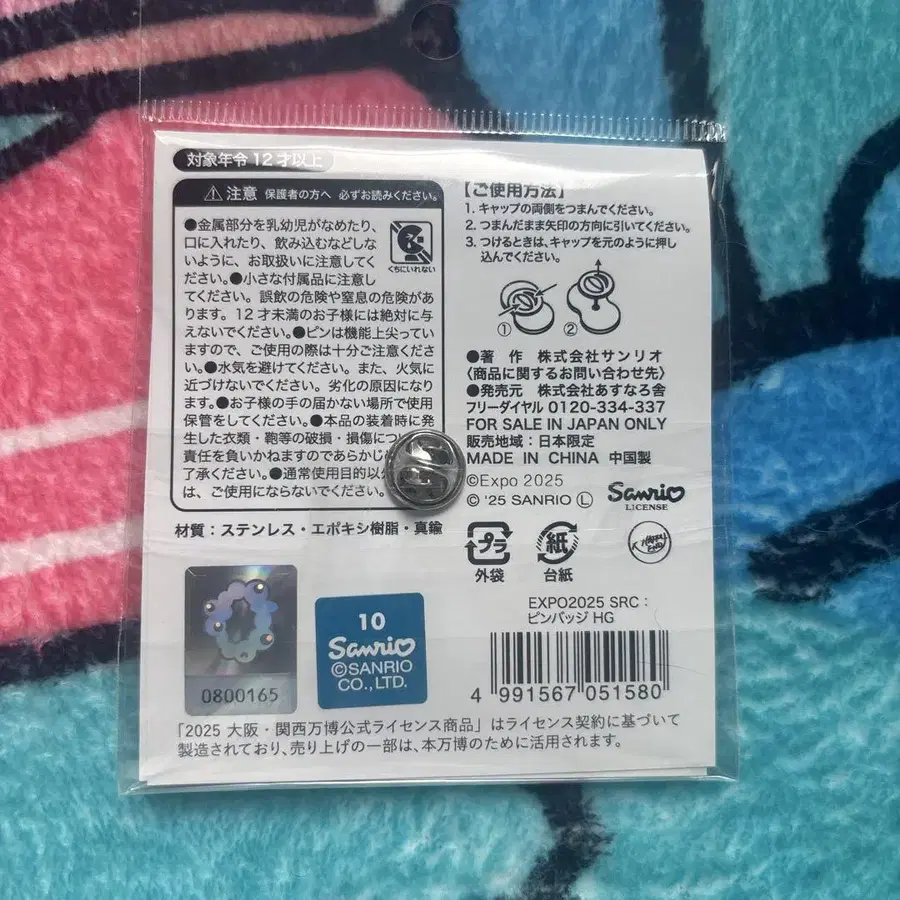 対象年令12才以上
注意 保護者の方へ 必ずお読みください。
●金属部分を乳幼児がなめたり、
口に入れたり、飲み込むなどしな
いように、お取扱いに注意してく
ださい。●小さな付属品に注意し
てください。誤飲の危険や窒息の危険があ
ります。12才未満のお子様には絶対に与
えないでください。●ピンは機能上尖ってい
ますので、ご使用の際は十分ご注意くださ
い。●水気を避けてください。また、火気に
近づけないでください。劣化の原因になり
ます。●お子様の手の届かない場所で使用
保管をしてください。●本品の装着時に発
生した衣類・鞄等の破損・損傷につ
責任を負いかねますのであらかじ
了承ください。●通常使用目的以
は、ご使用にならないでください。
くちにいれない
材質：ステンレス・エポキシ樹脂・真鍮
【ご使用方法】
1. キャップの両側をつまんでください。
2. つまんだまま矢印の方向に引いてください。
3. つけるときは、キャップを元のように押し
込んでください。
① ②
●著 作 株式会社サンリオ
〈商品に関するお問い合わせ先〉
●発売元 株式会社あすなろ舎
フリーダイヤル 0120-334-337
FOR SALE IN JAPAN ONLY
販売地域：日本限定
MADE IN CHINA 中国製
©Expo 2025
© '25 SANRIO Ⓛ
Sanrio
LICENSE
プラ
外袋
紙
台紙
0800165
10
Sanrio
©SANRIO
CO.,LTD.
EXPO2025 SRC：
ピンバッジ HG
4 991567 051580
「2025 大阪・関西万博公式ライセンス商品」はライセンス契約に基づいて
製造されており、売り上げの一部は、本万博のために活用されます。